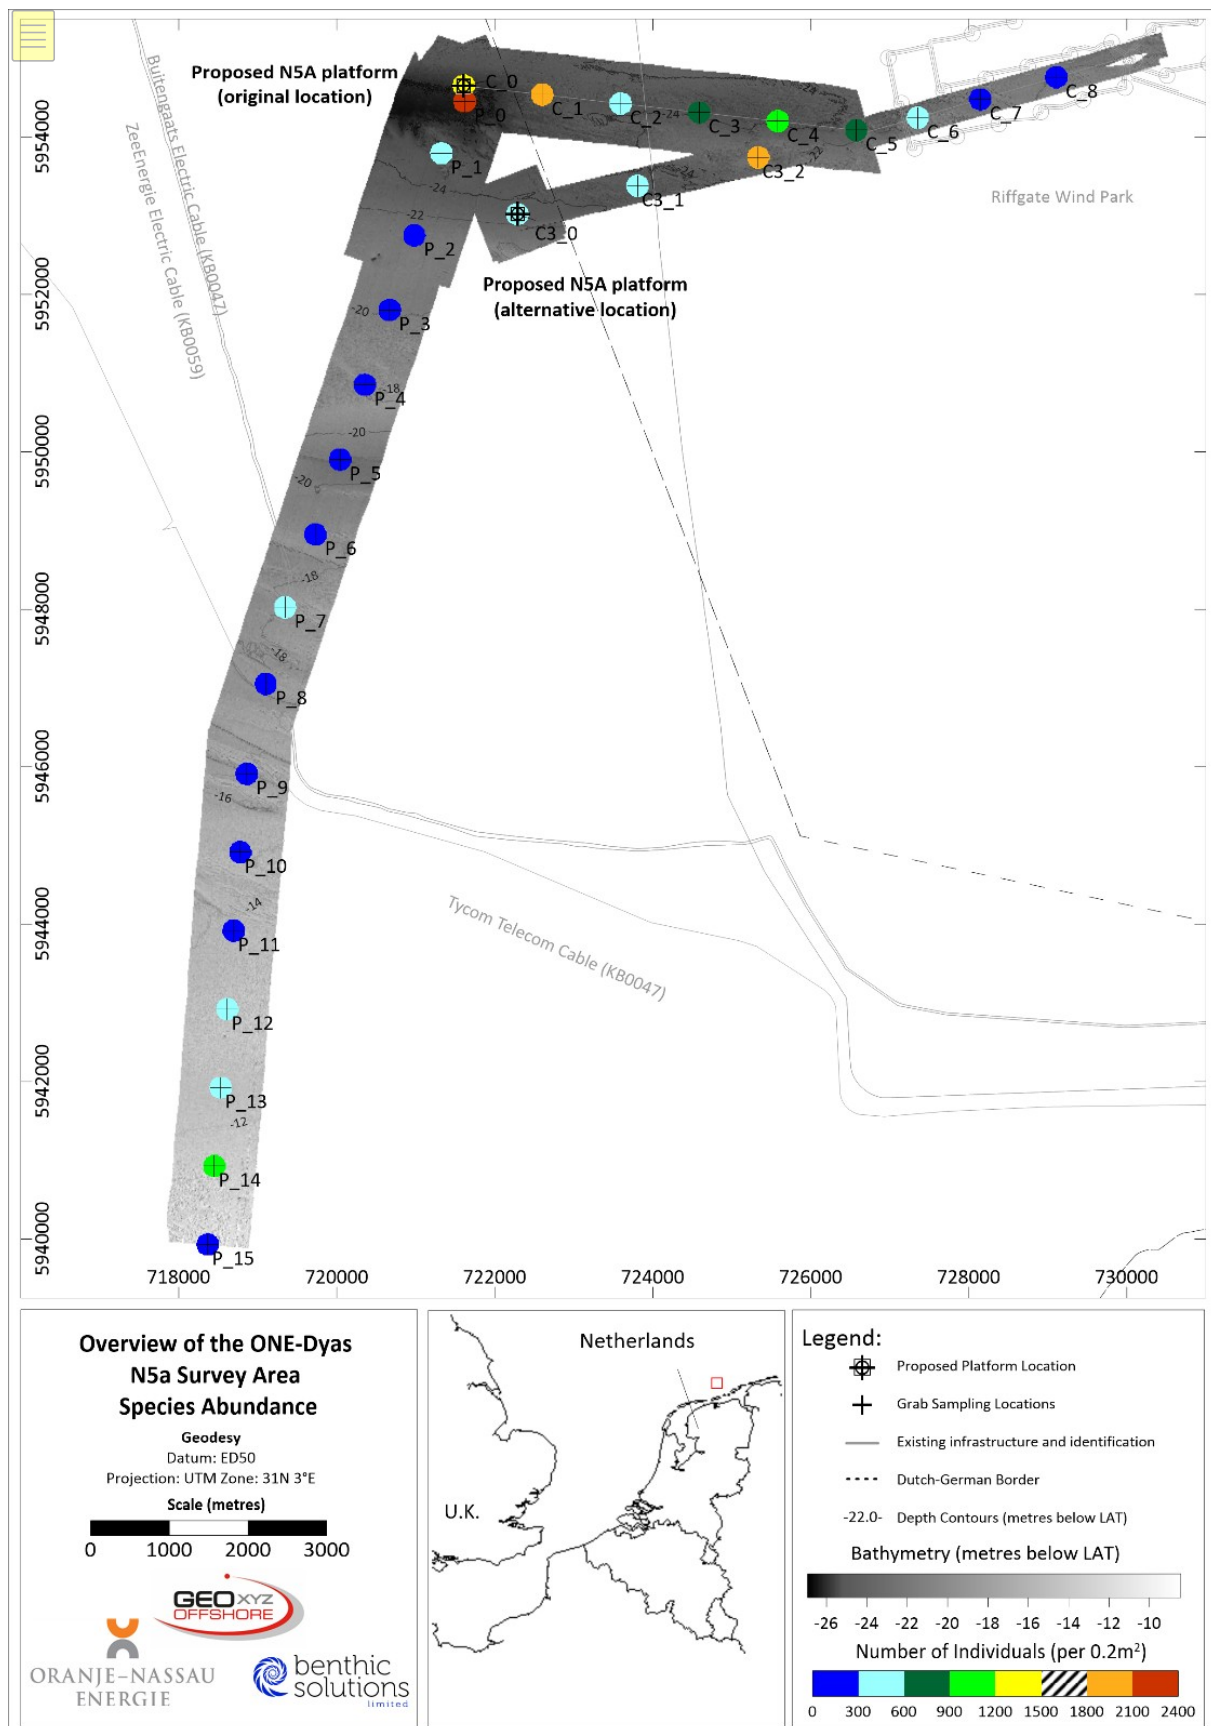 Proposed N5A platform
(original location)
Buitengaats Electric Cable (KB0047)
ZeeEnergie Electric Cable (KB0059)
C_0
P_0
C_1
C_2
C_3
C_4
C_5
C_6
C_7
C_8
-24
-24
-22
P_1
C3_2
-24
C3_1
C3_0
-24
-22
P_2
Riffgate Wind Park
Proposed N5A platform
(alternative location)
-20
P_3
-18
P_4
-20
P_5
-20
P_6
-18
P_7
-18
P_8
P_9
-16
P_10
-14
P_11
Tycom Telecom Cable (KB0047)
P_12
P_13
-12
P_14
P_15
5954000
5952000
5950000
5948000
5946000
5944000
5942000
5940000
718000
720000
722000
724000
726000
728000
730000
Overview of the ONE-Dyas
N5a Survey Area
Species Abundance
Geodesy
Datum: ED50
Projection: UTM Zone: 31N 3°E
Scale (metres)
0 1000 2000 3000
GEO XYZ
OFFSHORE
ORANJE-NASSAU
ENERGIE
benthic
solutions
limited
Netherlands
U.K.
Legend:
Proposed Platform Location
Grab Sampling Locations
Existing infrastructure and identification
Dutch-German Border
-22.0- Depth Contours (metres below LAT)
Bathymetry (metres below LAT)
-26 -24 -22 -20 -18 -16 -14 -12 -10
Number of Individuals (per 0.2m²)
0 300 600 900 1200 1500 1800 2100 2400